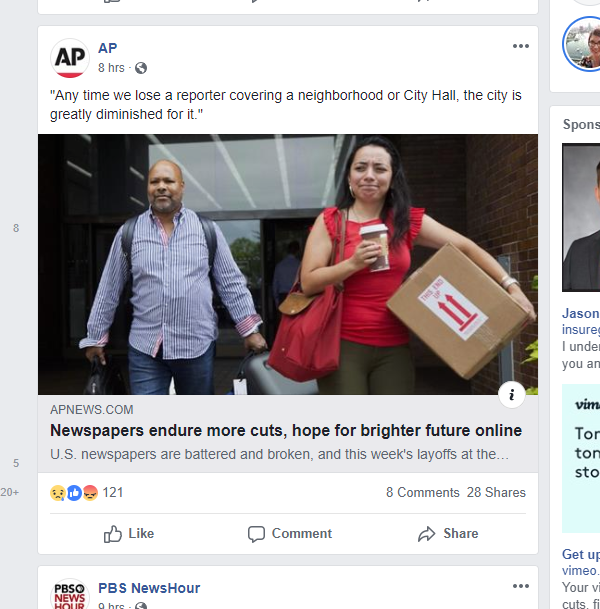 AP
AP
8 hrs ·
"Any time we lose a reporter covering a neighborhood or City Hall, the city is
greatly diminished for it."
8
THIS END
UP
i
APNEWS.COM
Newspapers endure more cuts, hope for brighter future online
U.S. newspapers are battered and broken, and this week's layoffs at the...
5
20+
121
8 Comments 28 Shares
Like
Comment
Share
PBS
NEWS
HOUR
PBS NewsHour
9 hrs ·
Spons
Jason
insure
I unde
you an
vim
Tor
ton
sto
Get up
vimeo.
Your vi
cuts, fi